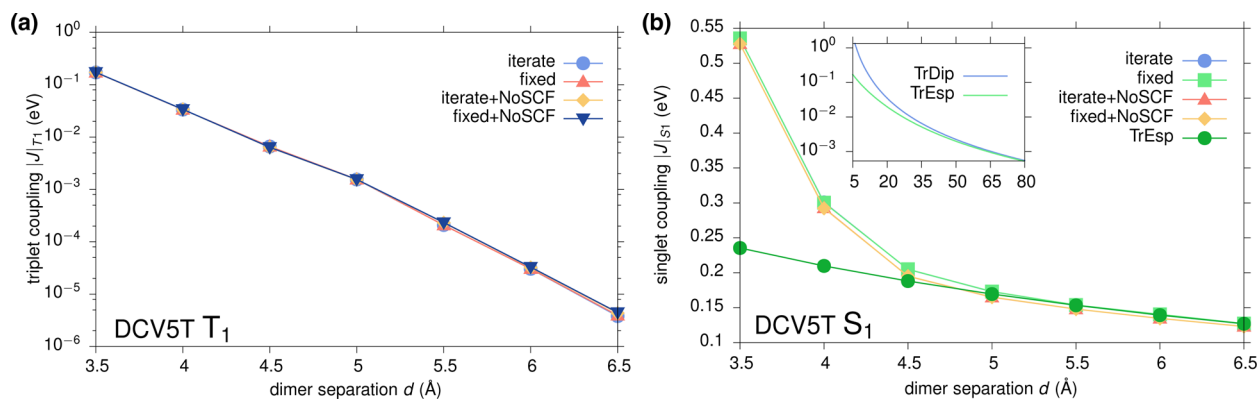 (a)
triplet coupling |J|T1 (eV)
10^0
10^-1
10^-2
10^-3
10^-4
10^-5
10^-6
iterate
fixed
iterate+NoSCF
fixed+NoSCF
DCV5T T1
3.5 4 4.5 5 5.5 6 6.5
dimer separation d (Å)
(b)
singlet coupling |J|S1 (eV)
0.55
0.5
0.45
0.4
0.35
0.3
0.25
0.2
0.15
0.1
10^0
10^-1
10^-2
10^-3
TrDip
TrEsp
5 20 35 50 65 80
iterate
fixed
iterate+NoSCF
fixed+NoSCF
TrEsp
DCV5T S1
3.5 4 4.5 5 5.5 6 6.5
dimer separation d (Å)